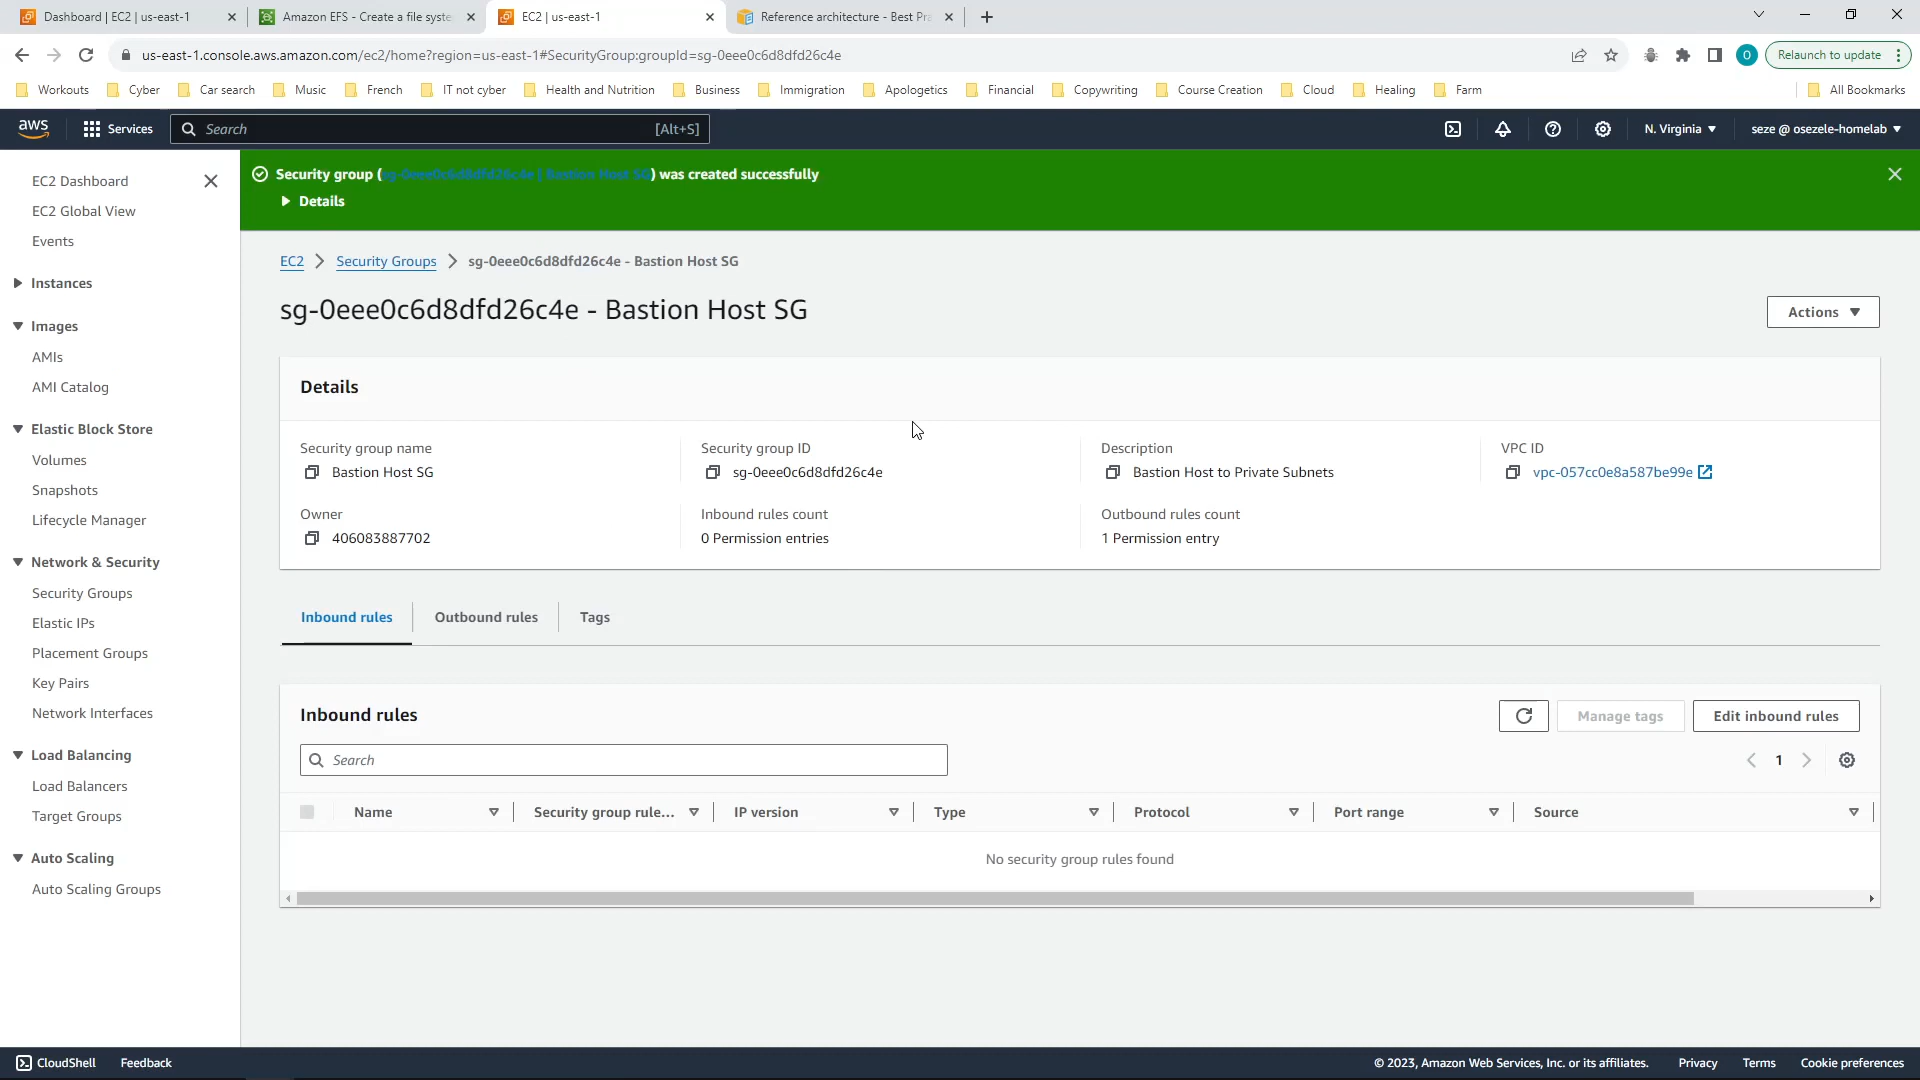 Dashboard | EC2 | us-east-1
Amazon EFS - Create a file syste
EC2 | us-east-1
Reference architecture - Best Pra
us-east-1.console.aws.amazon.com/ec2/home?region=us-east-1#SecurityGroup:groupId=sg-0eee0c6d8dfd26c4e
O
Relaunch to update
Workouts
Cyber
Car search
Music
French
IT not cyber
Health and Nutrition
Business
Immigration
Apologetics
Financial
Copywriting
Course Creation
Cloud
Healing
Farm
All Bookmarks
aws
Services
Search
[Alt+S]
N. Virginia
seze @ osezele-homelab
EC2 Dashboard
EC2 Global View
Events
Instances
Images
AMIs
AMI Catalog
Elastic Block Store
Volumes
Snapshots
Lifecycle Manager
Network & Security
Security Groups
Elastic IPs
Placement Groups
Key Pairs
Network Interfaces
Load Balancing
Load Balancers
Target Groups
Auto Scaling
Auto Scaling Groups
Security group (sg-0eee0c6d8dfd26c4e | Bastion Host SG) was created successfully
Details
EC2
Security Groups
sg-0eee0c6d8dfd26c4e - Bastion Host SG
sg-0eee0c6d8dfd26c4e - Bastion Host SG
Actions
Details
Security group name
Bastion Host SG
Security group ID
sg-0eee0c6d8dfd26c4e
Description
Bastion Host to Private Subnets
VPC ID
vpc-057cc0e8a587be99e
Owner
406083887702
Inbound rules count
0 Permission entries
Outbound rules count
1 Permission entry
Inbound rules
Outbound rules
Tags
Inbound rules
Manage tags
Edit inbound rules
Search
1
Name
Security group rule...
IP version
Type
Protocol
Port range
Source
No security group rules found
CloudShell
Feedback
© 2023, Amazon Web Services, Inc. or its affiliates.
Privacy
Terms
Cookie preferences